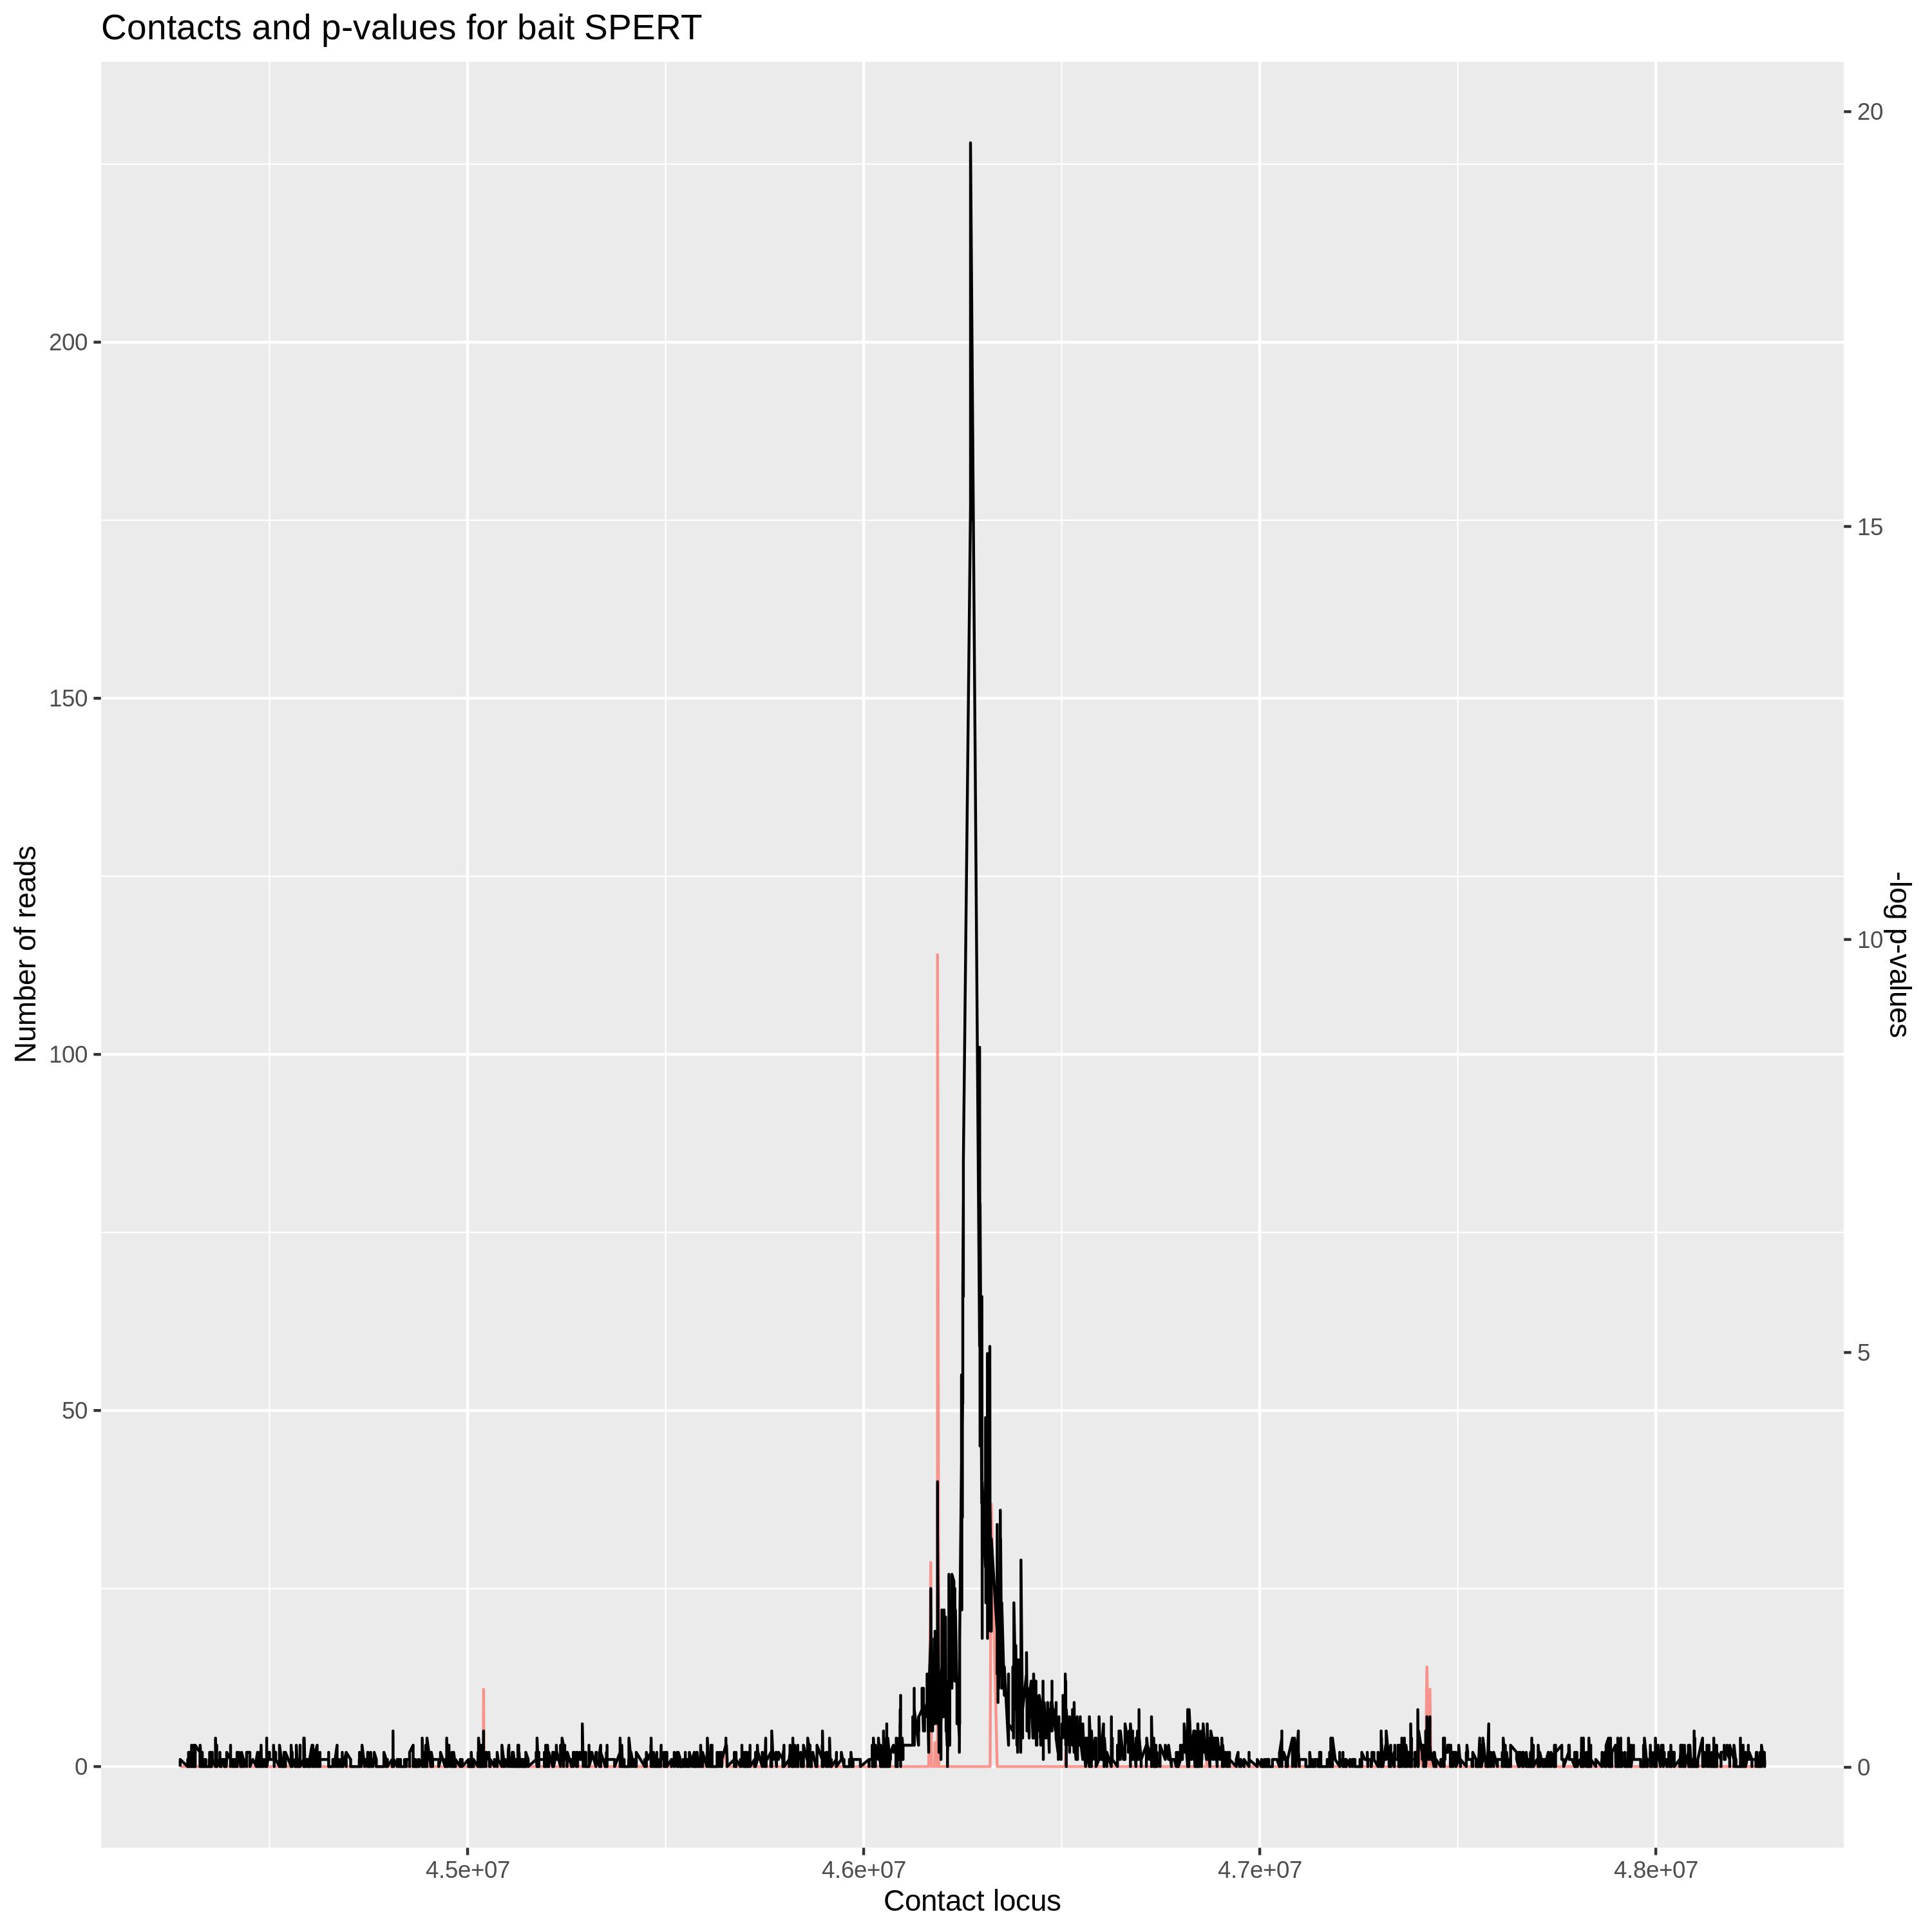 Contacts and p-values for bait SPERT
20
200
15
150
Number of reads
-log p-values
100
10
5
50
0
0
4.5e+07
4.6e+07
4.7e+07
4.8e+07
Contact locus